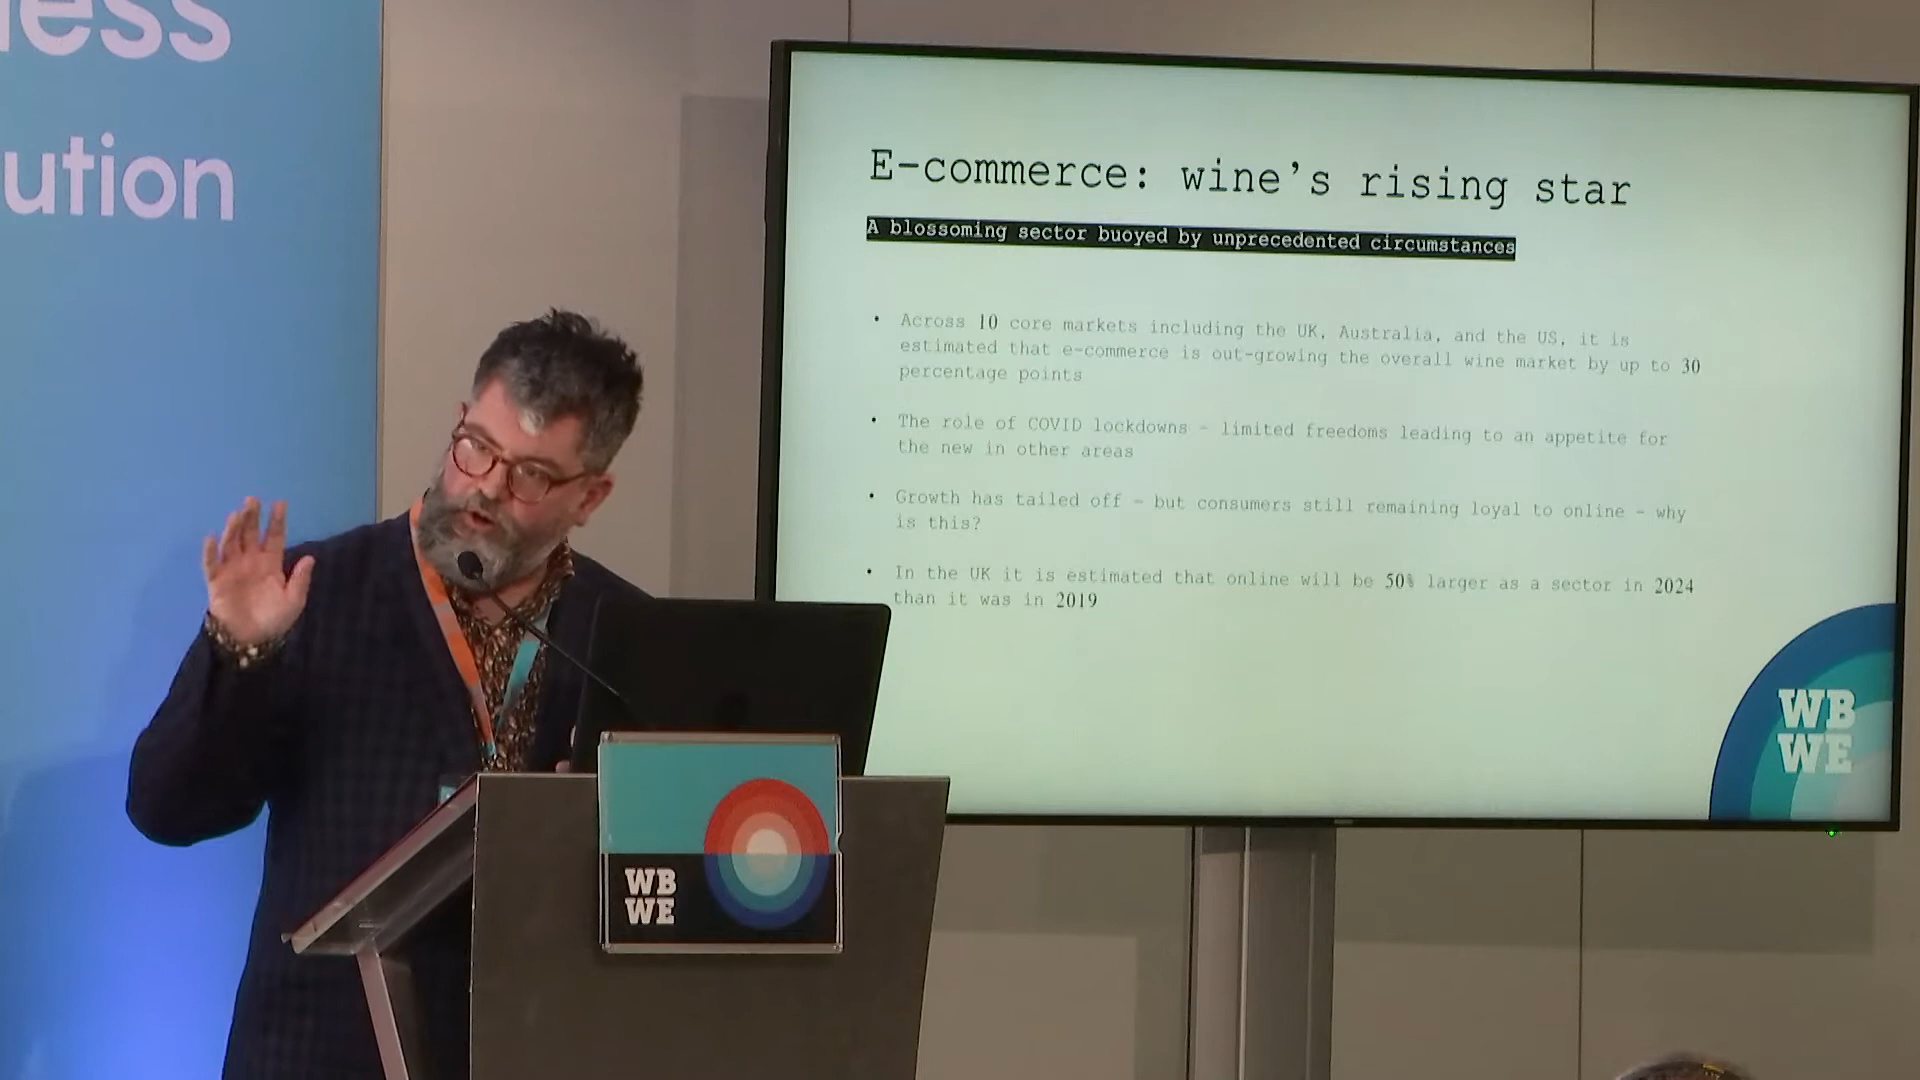 ess
ution
E-commerce: wine's rising star
A blossoming sector buoyed by unprecedented circumstances
• Across 10 core markets including the UK, Australia, and the US, it is
estimated that e-commerce is out-growing the overall wine market by up to 30
percentage points
• The role of COVID lockdowns - limited freedoms leading to an appetite for
the new in other areas
• Growth has tailed off - but consumers still remaining loyal to online - why
is this?
• In the UK it is estimated that online will be 50% larger as a sector in 2024
than it was in 2019
WB
WE
WB
WE